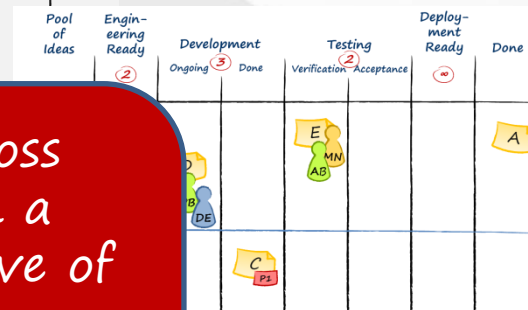 Pool
of
Ideas
Engin-
eering
Ready
2
Development
3
Ongoing Done
Testing
2
Verification Acceptance
Deploy-
ment
Ready
∞
Done
E
MN
AB
A
DE
C
P1
ve of
a